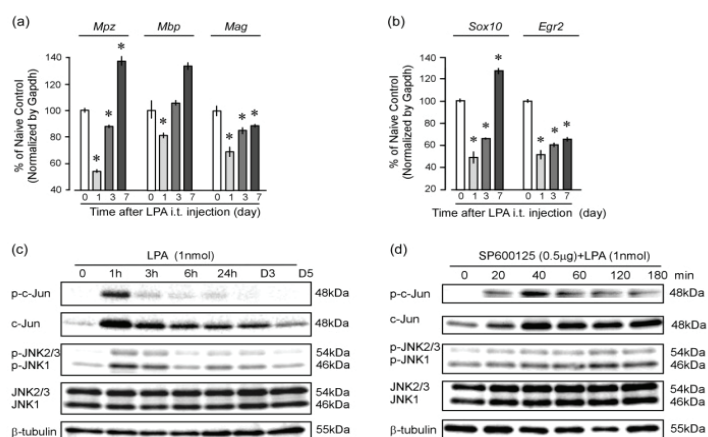 (a)
Mpz Mbp Mag
% of Naive Control
(Normalized by Gapdh)
140
120
100
80
60
40
* * * * * * *
0 1 3 7 0 1 3 7 0 1 3 7
Time after LPA i.t. injection (day)
(b)
Sox10 Egr2
% of Naive Control
(Normalized by Gapdh)
140
120
100
80
60
40
20
* * * * * *
0 1 3 7 0 1 3 7
Time after LPA i.t. injection (day)
(c)
LPA (1nmol)
0 1h 3h 6h 24h D3 D5
p-c-Jun 48kDa
c-Jun 48kDa
p-JNK2/3 54kDa
p-JNK1 46kDa
JNK2/3 54kDa
JNK1 46kDa
β-tubulin 55kDa
(d)
SP600125 (0.5μg)+LPA (1nmol)
0 20 40 60 120 180 min
p-c-Jun 48kDa
c-Jun 48kDa
p-JNK2/3 54kDa
p-JNK1 46kDa
JNK2/3 54kDa
JNK1 46kDa
β-tubulin 55kDa